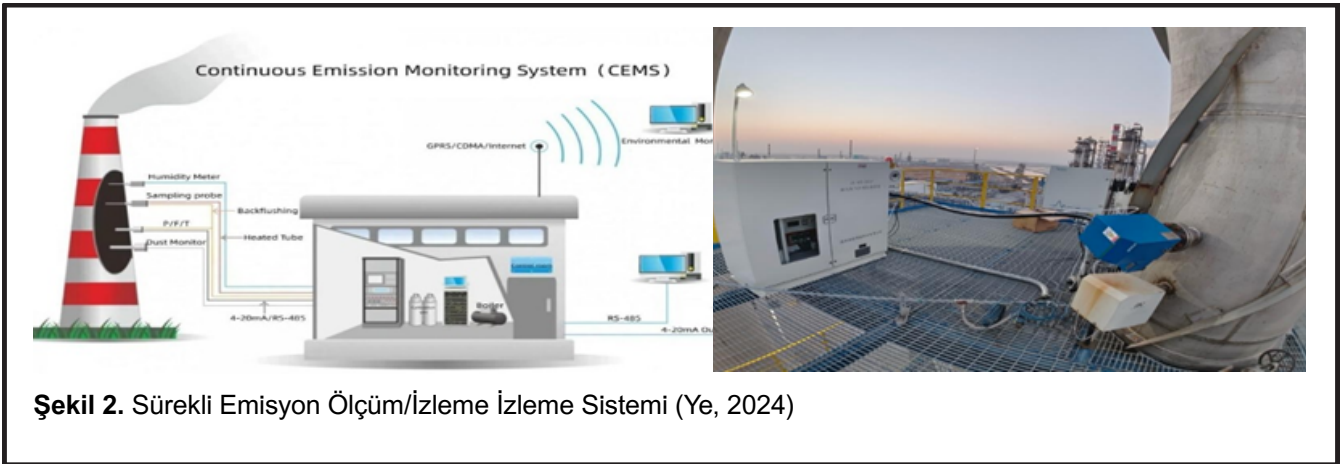 Continuous Emission Monitoring System (CEMS)
GPRS/CDMA/Internet
Environmental Mor
Humidity Meter
Sampling probe
Backflushing
P/F/T
Heated Tube
Dust Monitor
Boiler
4-20mA/RS-485
RS-485
4-20mA Ou
Şekil 2. Sürekli Emisyon Ölçüm/İzleme İzleme Sistemi (Ye, 2024)